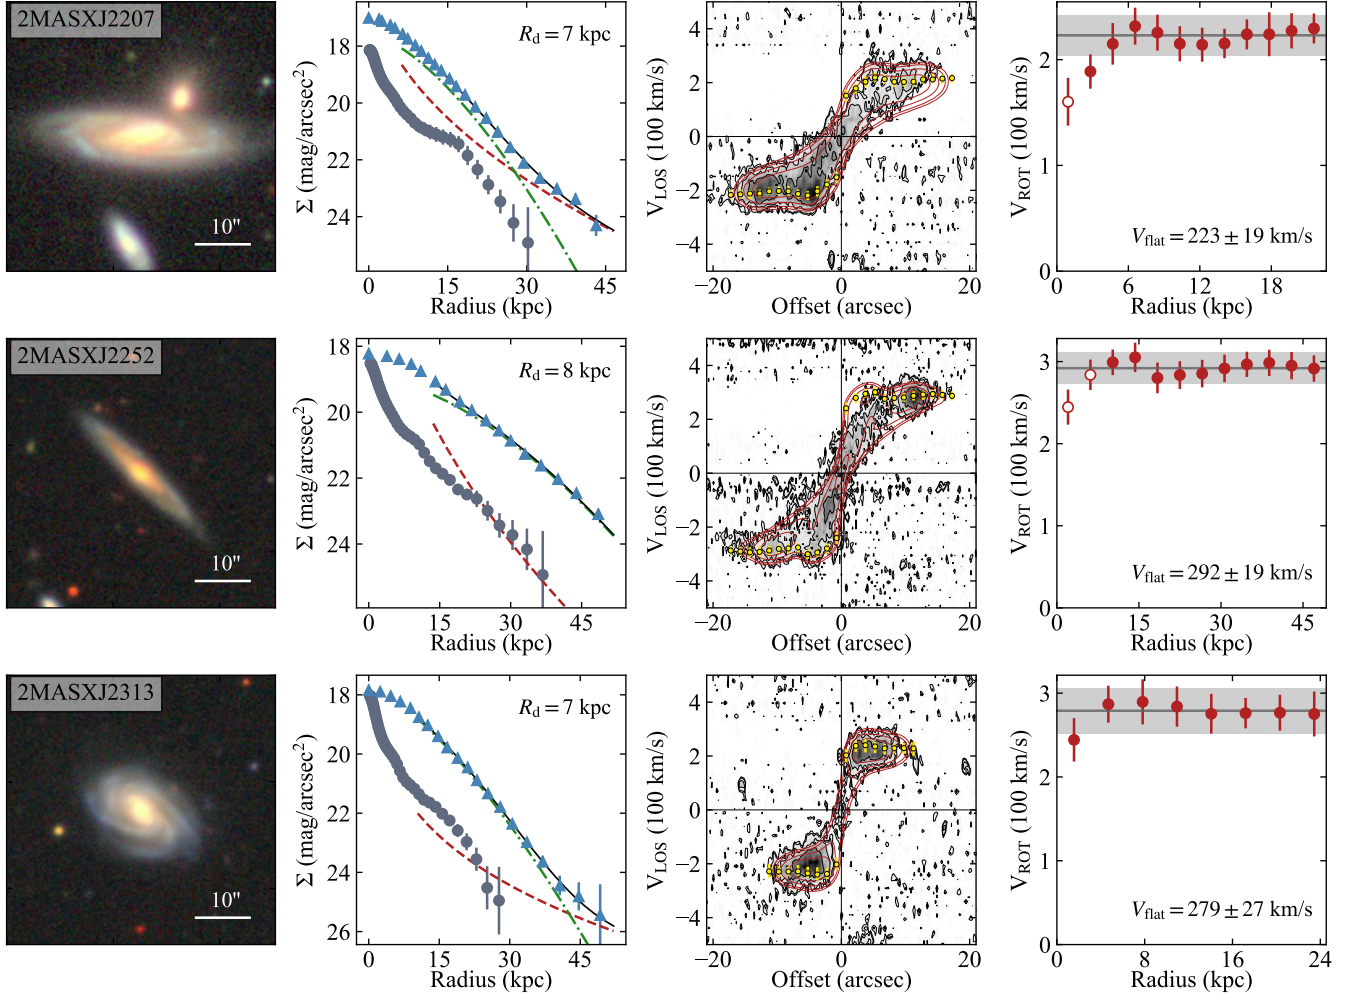 2MASXJ2207
10"
18
20
22
24
Σ (mag/arcsec²)
R_d = 7 kpc
0 15 30 45
Radius (kpc)
4
2
0
−2
−4
V_LOS (100 km/s)
−20 0 20
Offset (arcsec)
2
1
0
V_ROT (100 km/s)
V_flat = 223 ± 19 km/s
0 6 12 18
Radius (kpc)
2MASXJ2252
10"
18
20
22
24
Σ (mag/arcsec²)
R_d = 8 kpc
0 15 30 45
Radius (kpc)
4
2
0
−2
−4
V_LOS (100 km/s)
−20 0 20
Offset (arcsec)
3
2
1
0
V_ROT (100 km/s)
V_flat = 292 ± 19 km/s
0 15 30 45
Radius (kpc)
2MASXJ2313
10"
18
20
22
24
26
Σ (mag/arcsec²)
R_d = 7 kpc
0 15 30 45
Radius (kpc)
4
2
0
−2
−4
V_LOS (100 km/s)
−20 0 20
Offset (arcsec)
3
2
1
0
V_ROT (100 km/s)
V_flat = 279 ± 27 km/s
0 8 16 24
Radius (kpc)